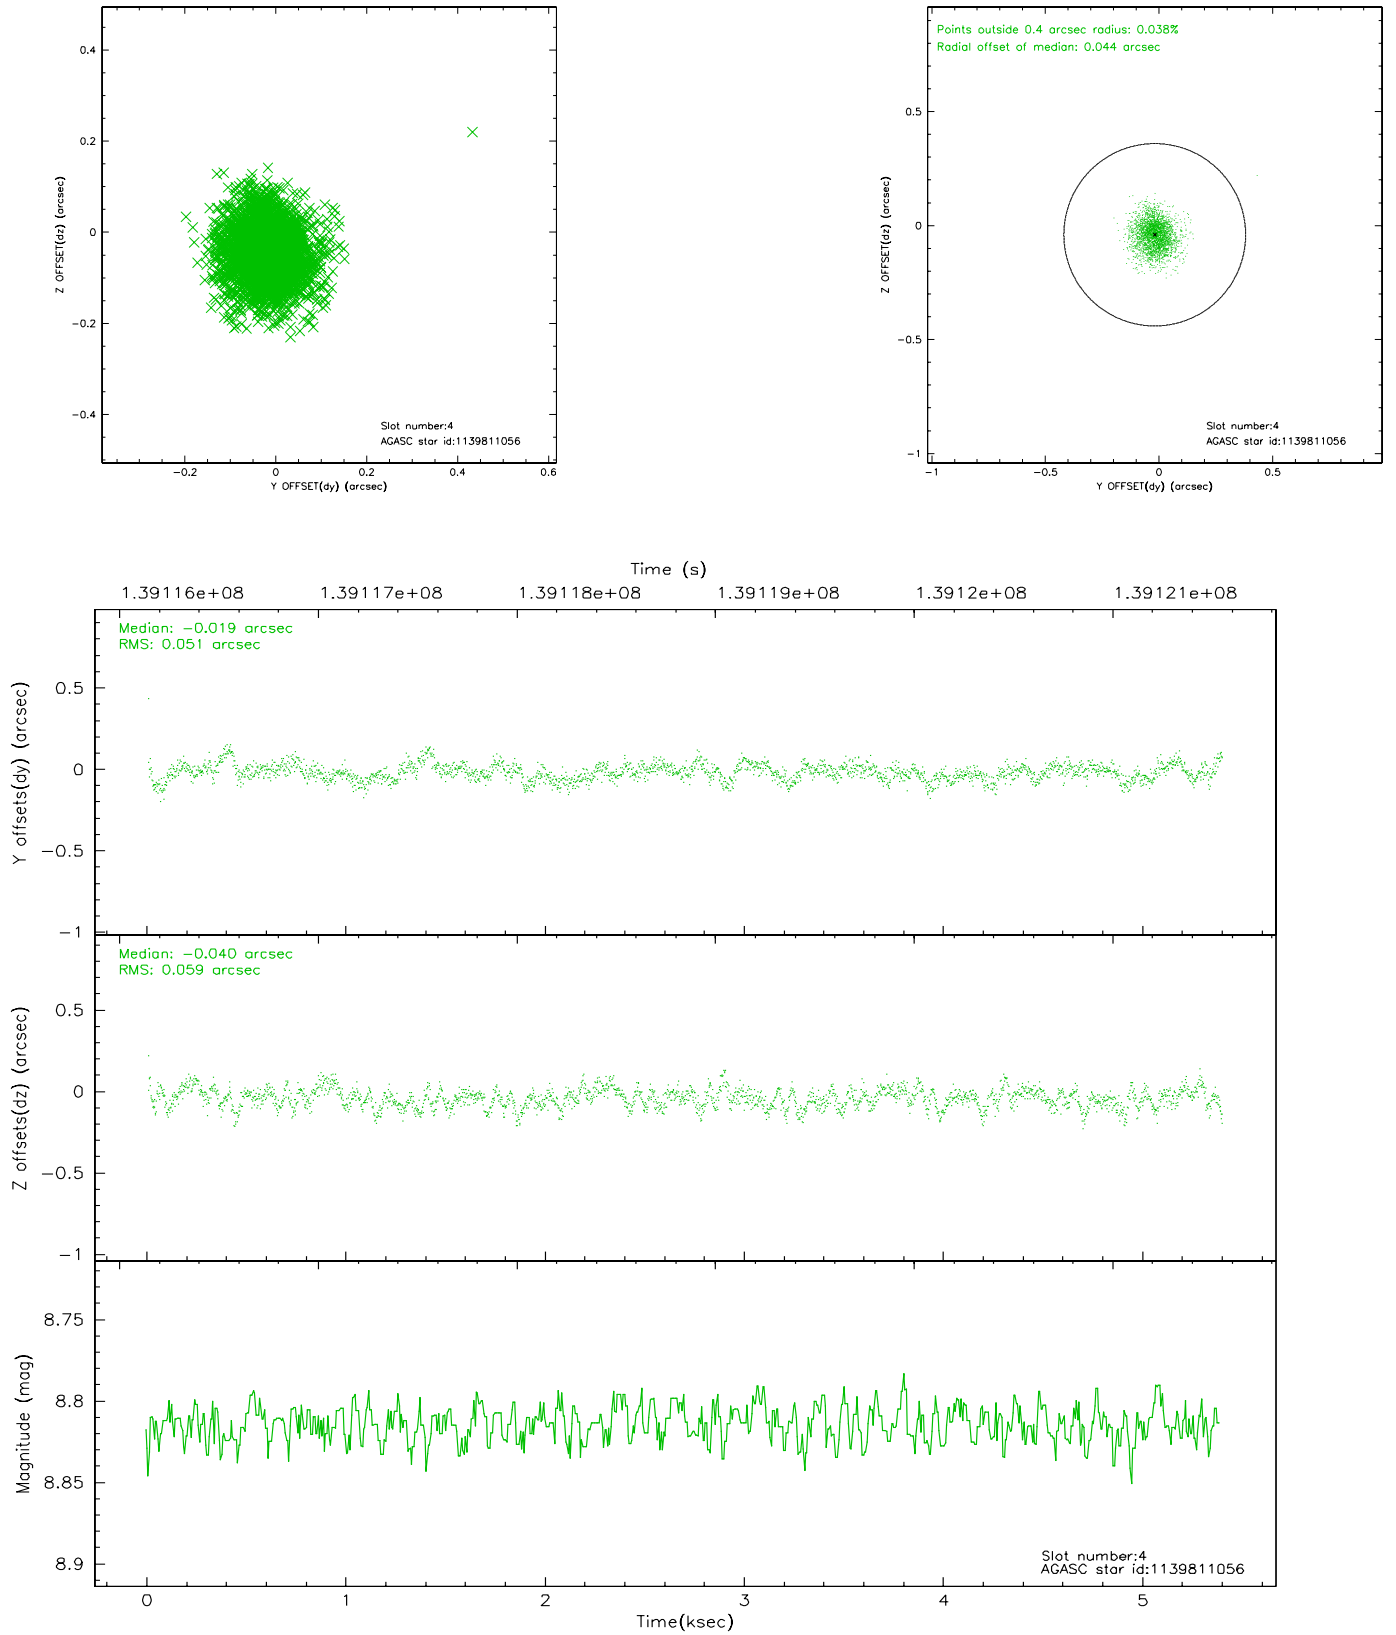 0.4
0.2
0
−0.2
−0.4
Z OFFSET(dz) (arcsec)
Slot number:4
AGASC star id:1139811056
−0.2 0 0.2 0.4 0.6
Y OFFSET(dy) (arcsec)
Points outside 0.4 arcsec radius: 0.038%
Radial offset of median: 0.044 arcsec
0.5
0
−0.5
−1
Z OFFSET(dz) (arcsec)
Slot number:4
AGASC star id:1139811056
−1 −0.5 0 0.5
Y OFFSET(dy) (arcsec)
Time (s)
1.39116e+08 1.39117e+08 1.39118e+08 1.39119e+08 1.3912e+08 1.39121e+08
Median: −0.019 arcsec
RMS: 0.051 arcsec
0.5
0
−0.5
−1
Y offsets(dy) (arcsec)
Median: −0.040 arcsec
RMS: 0.059 arcsec
0.5
0
−0.5
−1
Z offsets(dz) (arcsec)
8.75
8.8
8.85
8.9
Magnitude (mag)
Slot number:4
AGASC star id:1139811056
0 1 2 3 4 5
Time(ksec)